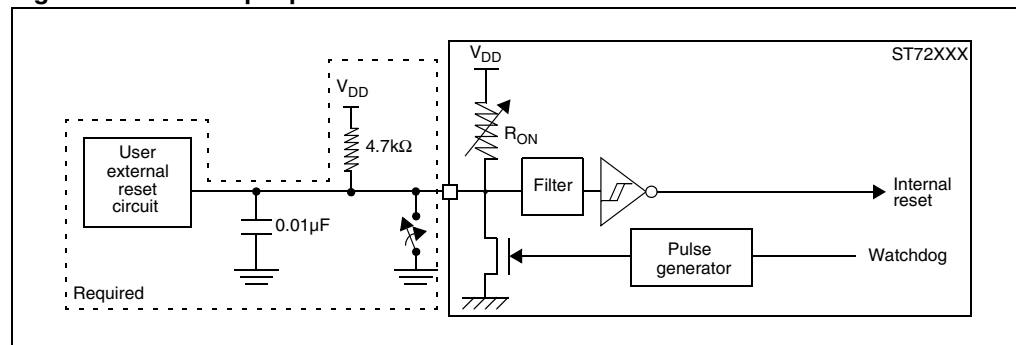 ST72XXX
VDD
VDD
RON
4.7kΩ
User
external
reset
circuit
Filter
Internal
reset
0.01µF
Pulse
generator
Watchdog
Required